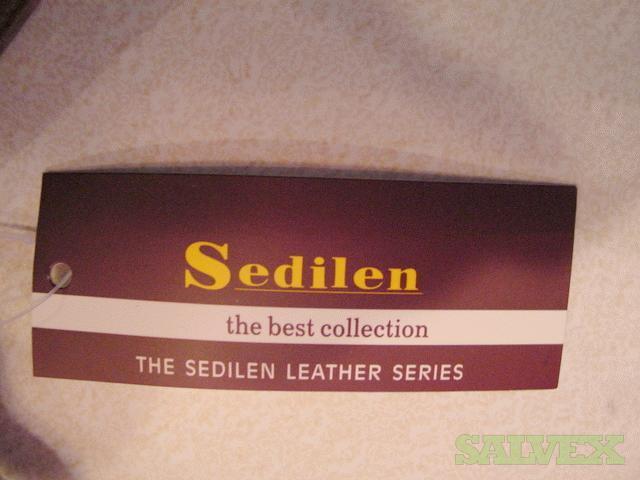 Sedilen
the best collection
THE SEDILEN LEATHER SERIES
SALVEX